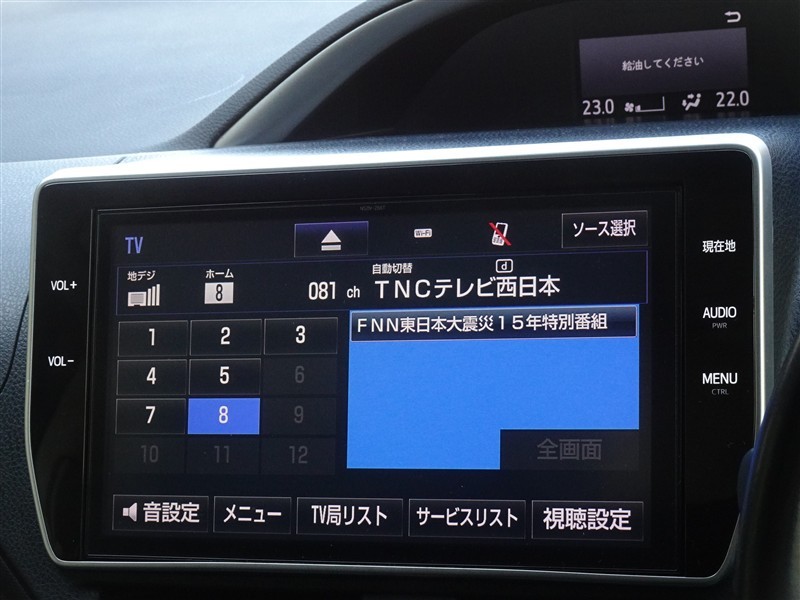 給油してください
23.0 22.0
TV
Wi-Fi
ソース選択
現在地
地デジ
ホーム
8
081 ch
自動切替
d
TNCテレビ西日本
VOL+
FNN東日本大震災15年特別番組
AUDIO
PWR
1 2 3
VOL-
4 5 6
MENU
CTRL
7 8 9
10 11 12
全画面
音設定
メニュー
TV局リスト
サービスリスト
視聴設定